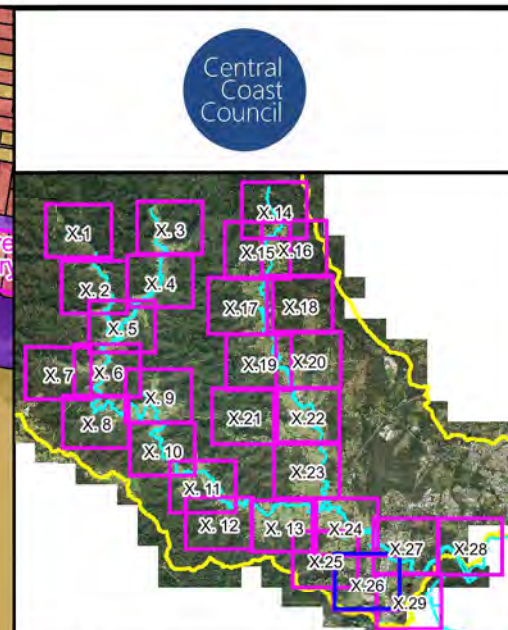 Central
Coast
Council
X.14
X.1
X. 3
X.15
X.16
X. 2
X. 4
X.17
X.18
X. 5
X.19
X.20
X. 7
X. 6
X. 9
X. 8
X.21
X.22
X. 10
X.23
X. 11
X. 12
X. 13
X.24
X.27
X.28
X.25
X.26
X.29